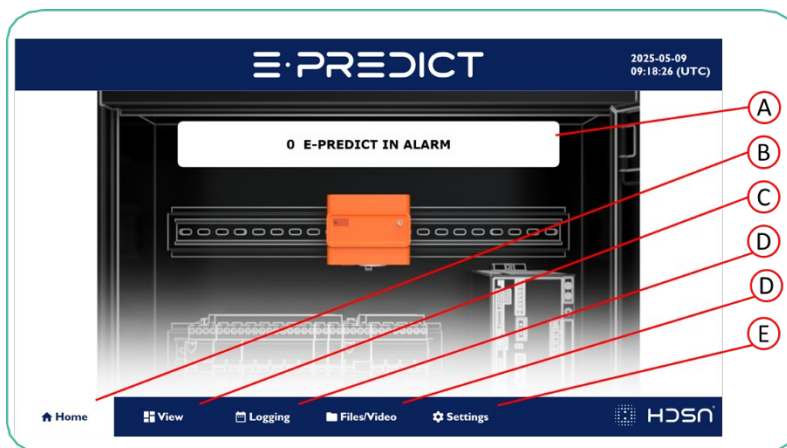 E·PREDICT
2025-05-09
09:18:26 (UTC)
A
0 E-PREDICT IN ALARM
B
C
D
D
E
Home
View
Logging
Files/Video
Settings
HDSN